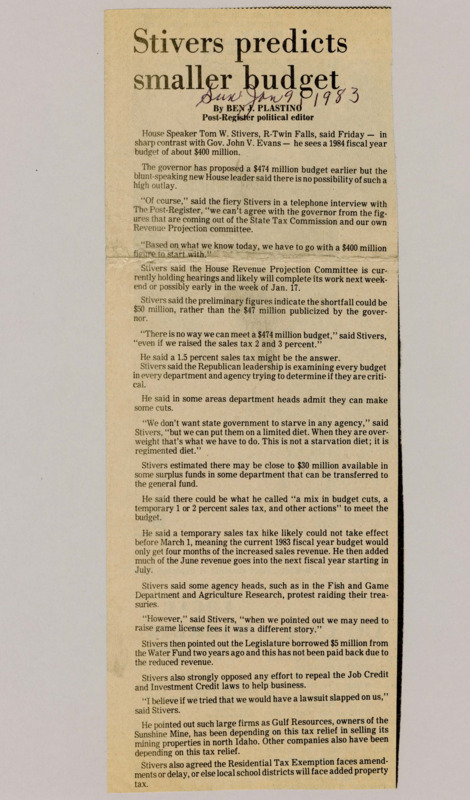 Stivers predicts
smaller budget
Sun Jan 9, 1983
By BEN J. PLASTINO
Post-Register political editor
House Speaker Tom W. Stivers, R-Twin Falls, said Friday — in
sharp contrast with Gov. John V. Evans — he sees a 1984 fiscal year
budget of about $400 million.
The governor has proposed a $474 million budget earlier but the
blunt-speaking new House leader said there is no possibility of such a
high outlay.
"Of course," said the fiery Stivers in a telephone interview with
The Post-Register, "we can't agree with the governor from the fig-
ures that are coming out of the State Tax Commission and our own
Revenue Projection committee.
"Based on what we know today, we have to go with a $400 million
figure to start with."
Stivers said the House Revenue Projection Committee is cur-
rently holding hearings and likely will complete its work next week-
end or possibly early in the week of Jan. 17.
Stivers said the preliminary figures indicate the shortfall could be
$50 million, rather than the $47 million publicized by the gover-
nor.
"There is no way we can meet a $474 million budget," said Stivers,
"even if we raised the sales tax 2 and 3 percent."
He said a 1.5 percent sales tax might be the answer.
Stivers said the Republican leadership is examining every budget
in every department and agency trying to determine if they are criti-
cal.
He said in some areas department heads admit they can make
some cuts.
"We don't want state government to starve in any agency," said
Stivers, "but we can put them on a limited diet. When they are over-
weight that's what we have to do. This is not a starvation diet; it is
regimented diet."
Stivers estimated there may be close to $30 million available in
some surplus funds in some department that can be transferred to
the general fund.
He said there could be what he called "a mix in budget cuts, a
temporary 1 or 2 percent sales tax, and other actions" to meet the
budget.
He said a temporary sales tax hike likely could not take effect
before March 1, meaning the current 1983 fiscal year budget would
only get four months of the increased sales revenue. He then added
much of the June revenue goes into the next fiscal year starting in
July.
Stivers said some agency heads, such as in the Fish and Game
Department and Agriculture Research, protest raiding their trea-
suries.
"However," said Stivers, "when we pointed out we may need to
raise game license fees it was a different story."
Stivers then pointed out the Legislature borrowed $5 million from
the Water Fund two years ago and this has not been paid back due to
the reduced revenue.
Stivers also strongly opposed any effort to repeal the Job Credit
and Investment Credit laws to help business.
"I believe if we tried that we would have a lawsuit slapped on us,"
said Stivers.
He pointed out such large firms as Gulf Resources, owners of the
Sunshine Mine, has been depending on this tax relief in selling its
mining properties in north Idaho. Other companies also have been
depending on this tax relief.
Stivers also agreed the Residential Tax Exemption faces amend-
ments or delay, or else local school districts will face added property
tax.